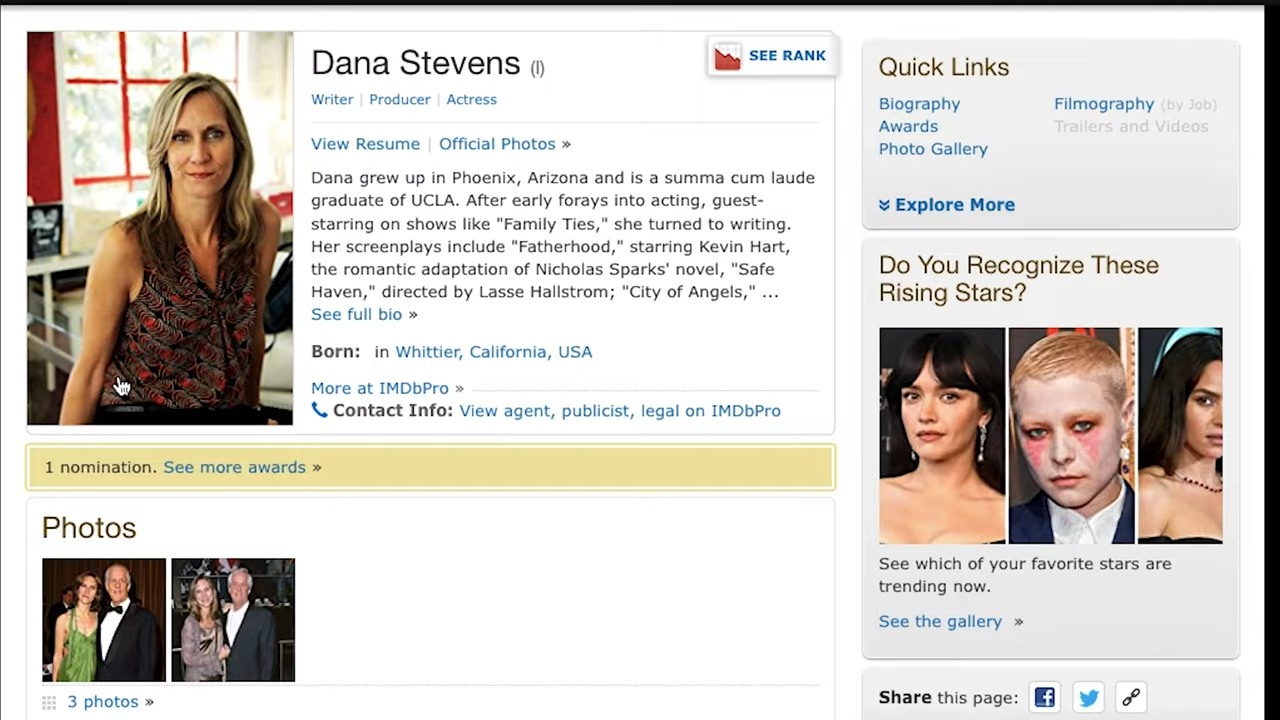 Dana Stevens (I)
SEE RANK
Writer | Producer | Actress
View Resume | Official Photos »
Dana grew up in Phoenix, Arizona and is a summa cum laude
graduate of UCLA. After early forays into acting, guest-
starring on shows like "Family Ties," she turned to writing.
Her screenplays include "Fatherhood," starring Kevin Hart,
the romantic adaptation of Nicholas Sparks' novel, "Safe
Haven," directed by Lasse Hallstrom; "City of Angels," ...
See full bio »
Born: in Whittier, California, USA
More at IMDbPro »
Contact Info: View agent, publicist, legal on IMDbPro
1 nomination. See more awards »
Photos
3 photos »
Quick Links
Biography
Awards
Photo Gallery
Filmography (by Job)
Trailers and Videos
Explore More
Do You Recognize These
Rising Stars?
See which of your favorite stars are
trending now.
See the gallery »
Share this page: